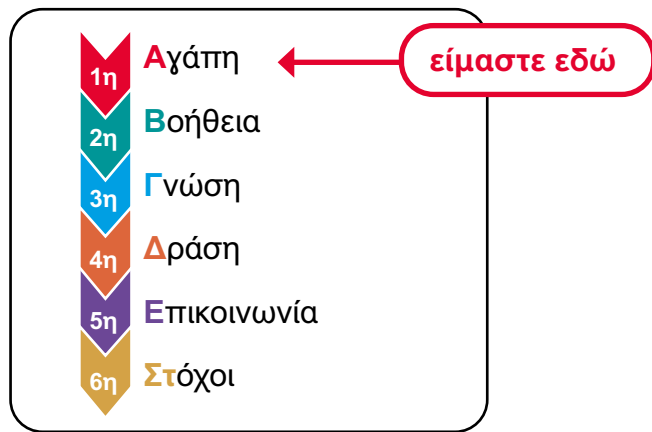 1η Αγάπη είμαστε εδώ
2η Βοήθεια
3η Γνώση
4η Δράση
5η Επικοινωνία
6η Στόχοι